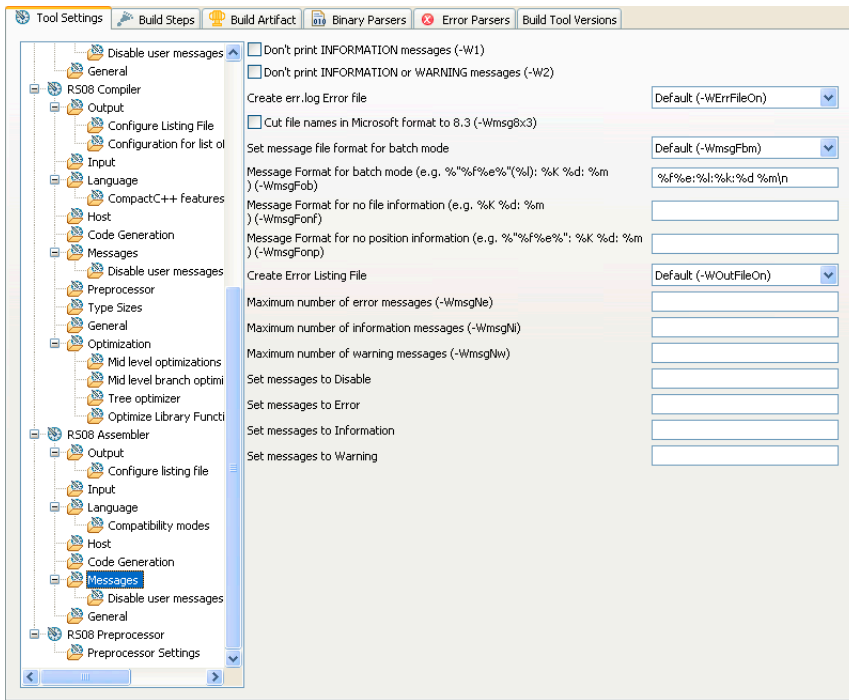 Tool Settings Build Steps Build Artifact Binary Parsers Error Parsers Build Tool Versions
Disable user messages
General
RS08 Compiler
Output
Configure Listing File
Configuration for list of
Input
Language
CompactC++ features
Host
Code Generation
Messages
Disable user messages
Preprocessor
Type Sizes
General
Optimization
Mid level optimizations
Mid level branch optimi
Tree optimizer
Optimize Library Functi
RS08 Assembler
Output
Configure listing file
Input
Language
Compatibility modes
Host
Code Generation
Messages
Disable user messages
General
RS08 Preprocessor
Preprocessor Settings
Don't print INFORMATION messages (-W1)
Don't print INFORMATION or WARNING messages (-W2)
Create err.log Error file Default (-WErrFileOn)
Cut file names in Microsoft format to 8.3 (-Wmsg8x3)
Set message file format for batch mode Default (-WmsgFbm)
Message Format for batch mode (e.g. %"%f%e%"(%l): %K %d: %m
) (-WmsgFob) %f%e:%l:%k:%d %m\n
Message Format for no file information (e.g. %K %d: %m
) (-WmsgFonf)
Message Format for no position information (e.g. %"%f%e%": %K %d: %m
) (-WmsgFonp)
Create Error Listing File Default (-WOutFileOn)
Maximum number of error messages (-WmsgNe)
Maximum number of information messages (-WmsgNi)
Maximum number of warning messages (-WmsgNw)
Set messages to Disable
Set messages to Error
Set messages to Information
Set messages to Warning